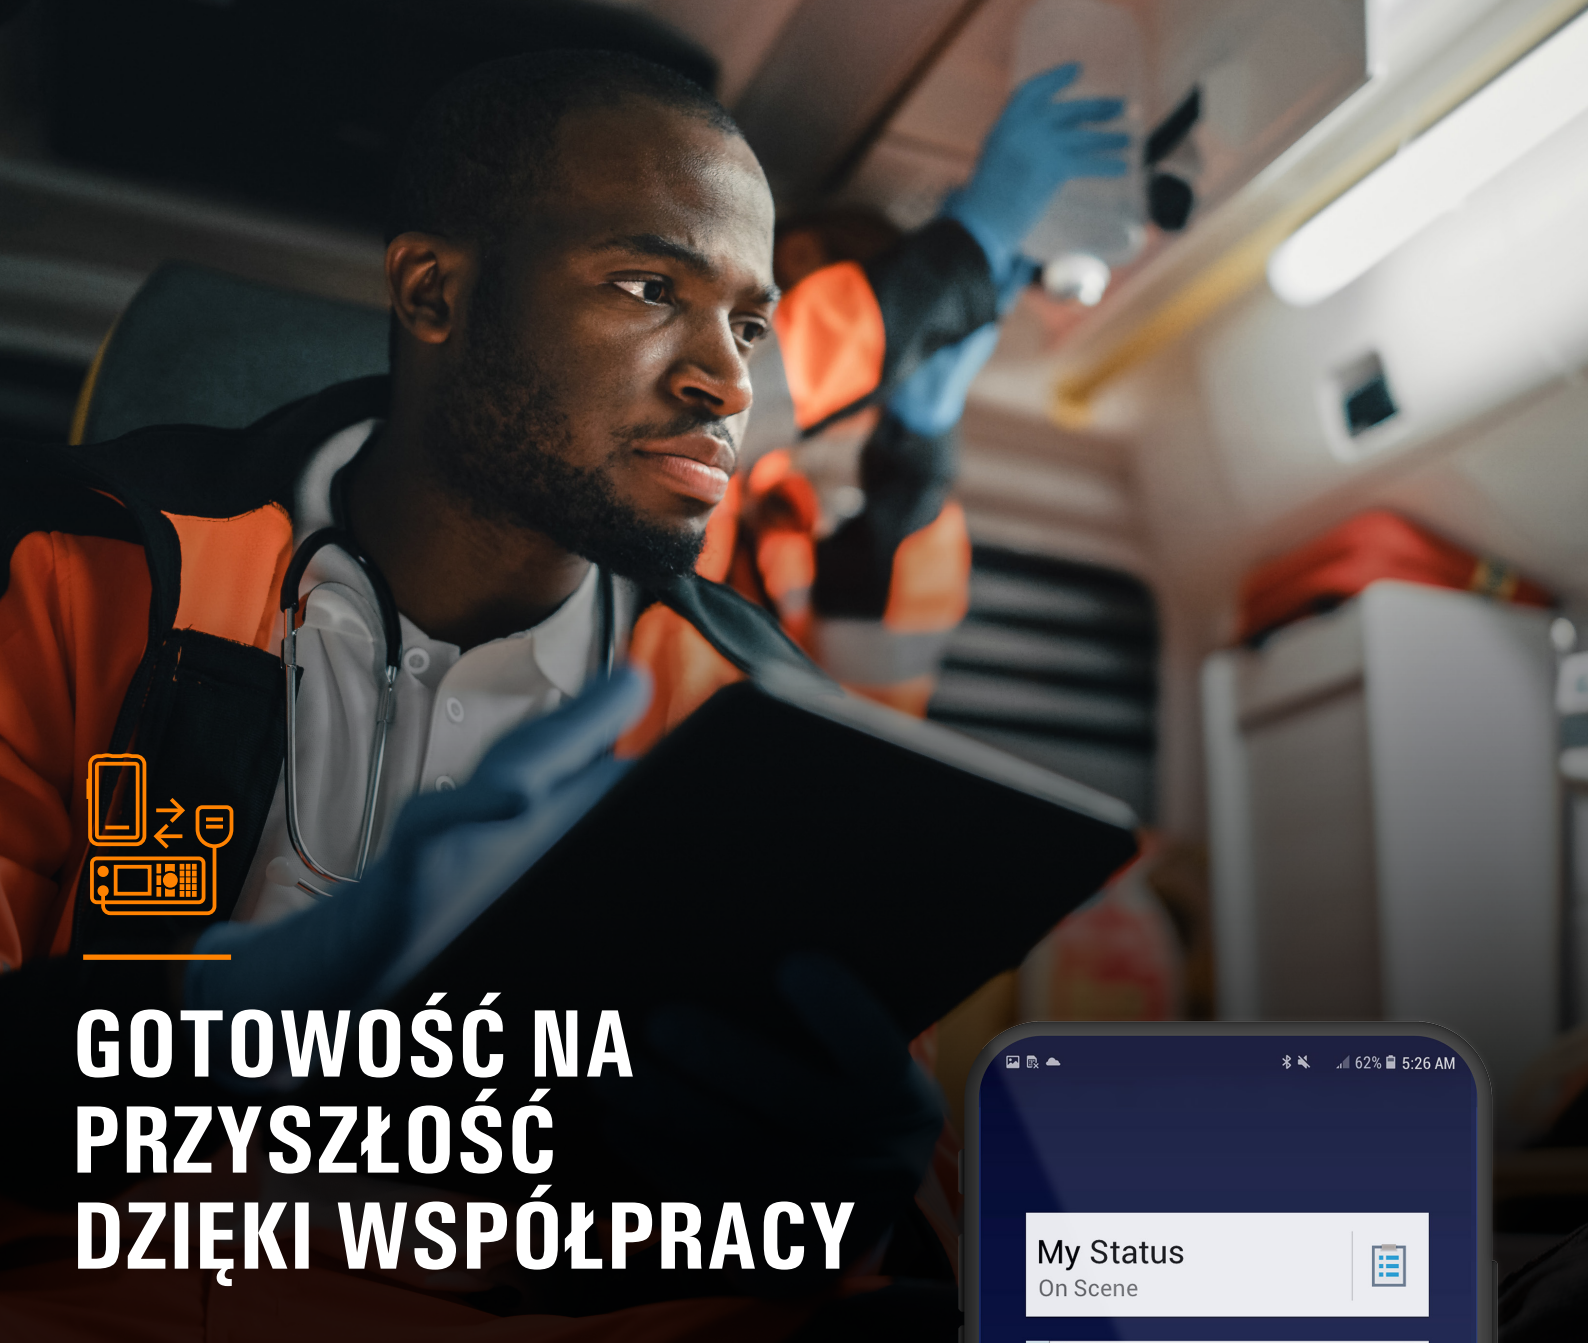 GOTOWOŚĆ NA
PRZYSZŁOŚĆ
DZIĘKI WSPÓŁPRACY
62% 5:26 AM
My Status
On Scene